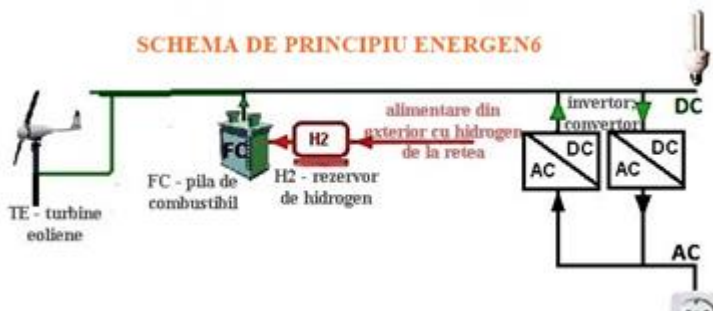 SCHEMA DE PRINCIPIU ENERGEN6
alimentare din
exterior cu hidrogen
de la retea
invertor,
convertor
DC
FC
H2
AC DC
AC DC
FC - pila de
combustibil
H2 - rezervor
de hidrogen
TE - turbine
eoliene
AC